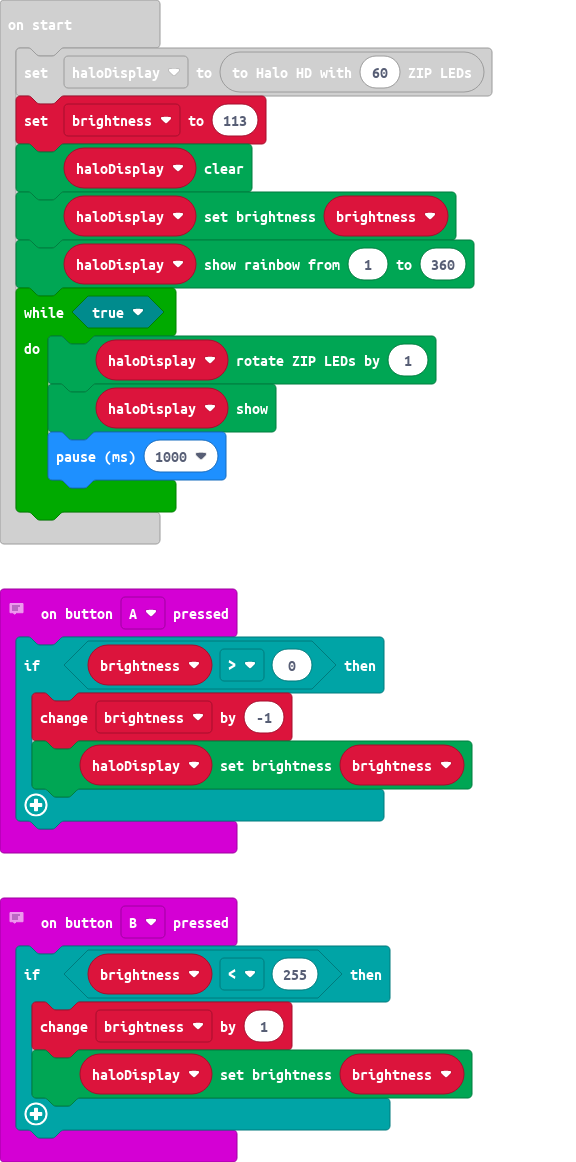 on start
set haloDisplay to to Halo HD with 60 ZIP LEDs
set brightness to 113
haloDisplay clear
haloDisplay set brightness brightness
haloDisplay show rainbow from 1 to 360
while true
do haloDisplay rotate ZIP LEDs by 1
haloDisplay show
pause (ms) 1000
on button A pressed
if brightness > 0 then
change brightness by -1
haloDisplay set brightness brightness
on button B pressed
if brightness < 255 then
change brightness by 1
haloDisplay set brightness brightness